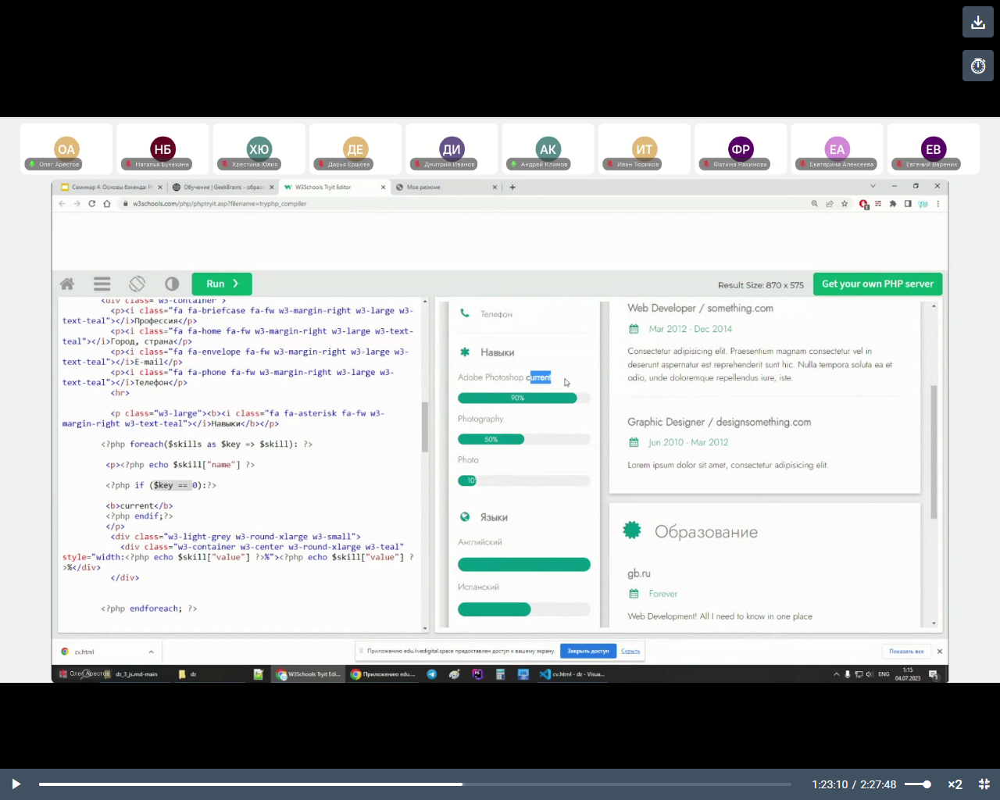 ОА
НБ
ХЮ
ДЕ
ДИ
АК
ИТ
ФР
ЕА
ЕВ
Олег Арестов
Наталья Букахина
Хрестина Юлия
Дарья Ершова
Дмитрий Иванов
Андрей Климов
Иван Тюриков
Фатима Рахимова
Екатерина Алексеева
Евгений Вареник
Семинар 4. Основы бэкенда: Pl
Обучение | GeekBrains - образо
W3Schools Tryit Editor
Мое резюме
w3schools.com/php/phptryit.asp?filename=tryphp_compiler
Run ❯
Result Size: 870 x 575
Get your own PHP server
<div class="w3-container">
<p><i class="fa fa-briefcase fa-fw w3-margin-right w3-large w3-
text-teal"></i>Профессия</p>
<p><i class="fa fa-home fa-fw w3-margin-right w3-large w3-text-
teal"></i>Город, страна</p>
<p><i class="fa fa-envelope fa-fw w3-margin-right w3-large w3-
text-teal"></i>E-mail</p>
<p><i class="fa fa-phone fa-fw w3-margin-right w3-large w3-
text-teal"></i>Телефон</p>
<hr>
<p class="w3-large"><b><i class="fa fa-asterisk fa-fw w3-
margin-right w3-text-teal"></i>Навыки</b></p>
<?php foreach($skills as $key => $skill): ?>
<p><?php echo $skill["name"] ?>
<?php if ($key == 0):?>
<b>current</b>
<?php endif;?>
</p>
<div class="w3-light-grey w3-round-xlarge w3-small">
<div class="w3-container w3-center w3-round-xlarge w3-teal"
style="width:<?php echo $skill["value"] ?>%"><?php echo $skill["value"] ?
>%</div>
</div>
<?php endforeach; ?>
Телефон
Навыки
Adobe Photoshop current
90%
Photography
50%
Photo
10
Языки
Английский
Испанский
Web Developer / something.com
Mar 2012 - Dec 2014
Consectetur adipisicing elit. Praesentium magnam consectetur vel in
deserunt aspernatur est reprehenderit sunt hic. Nulla tempora soluta ea et
odio, unde doloremque repellendus iure, iste.
Graphic Designer / designsomething.com
Jun 2010 - Mar 2012
Lorem ipsum dolor sit amet, consectetur adipisicing elit.
Образование
gb.ru
Forever
Web Development! All I need to know in one place
cv.html
Приложению edu.livedigital.space предоставлен доступ к вашему экрану.
Закрыть доступ
Скрыть
Показать все
Олег Арестов
dz_3_js.md-main
dz
W3Schools Tryit Edi...
Приложению edu...
cv.html - dz - Visua...
ENG
1:15
04.07.2023
1:23:10 / 2:27:48
×2